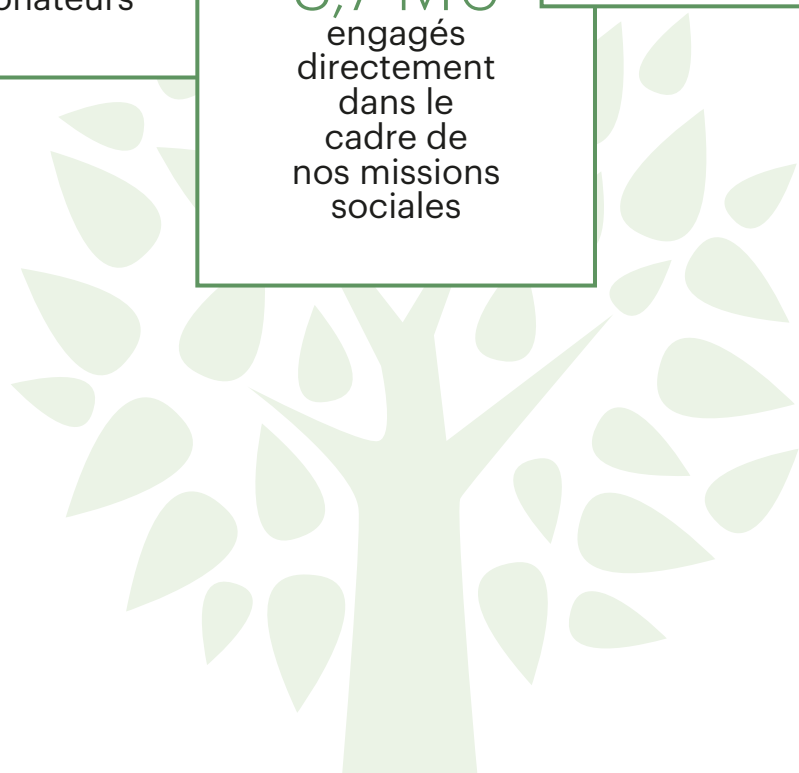 engagés
directement
dans le
cadre de
nos missions
sociales